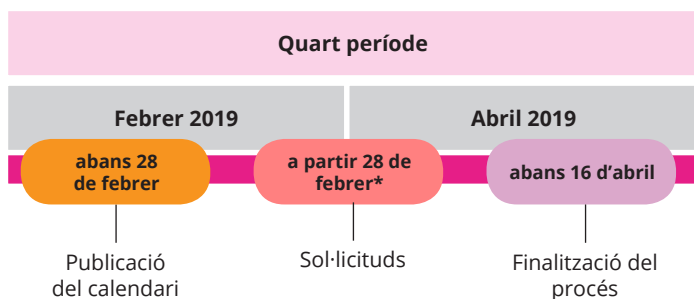 Quart període
Febrer 2019
Abril 2019
abans 28
de febrer
a partir 28 de
febrer*
abans 16 d’abril
Publicació
del calendari
Sol·licituds
Finalització del
procés